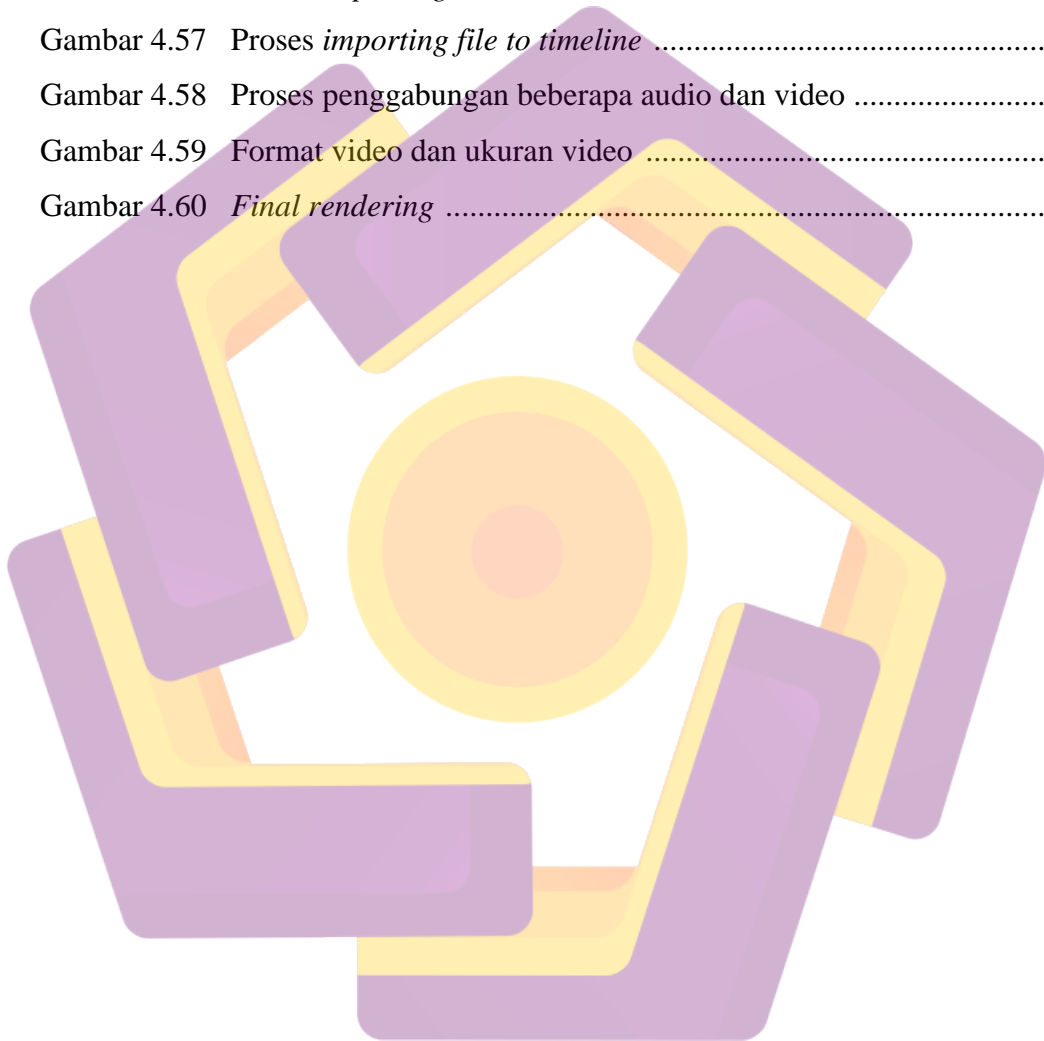 Gambar 4.57 Proses importing file to timeline ................................................
Gambar 4.58 Proses penggabungan beberapa audio dan video .......................
Gambar 4.59 Format video dan ukuran video .................................................
Gambar 4.60 Final rendering ...........................................................................